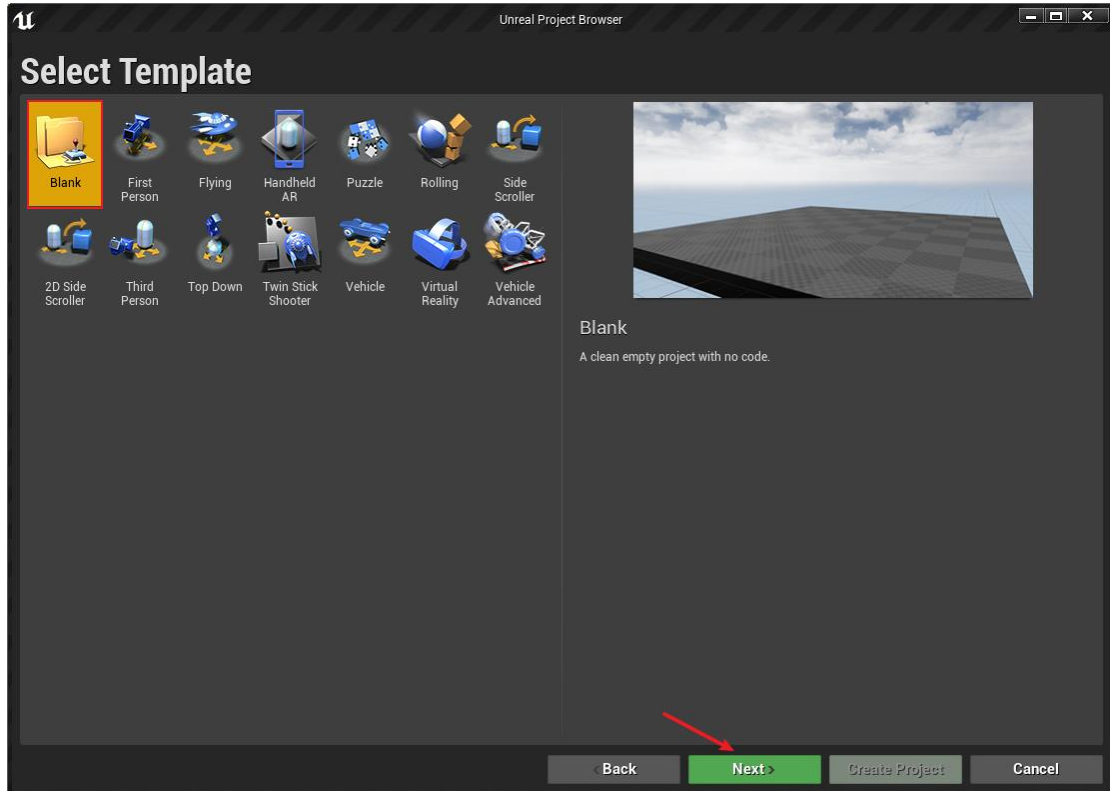 Unreal Project Browser
Select Template
Blank
First
Person
Flying
Handheld
AR
Puzzle
Rolling
Side
Scroller
2D Side
Scroller
Third
Person
Top Down
Twin Stick
Shooter
Vehicle
Virtual
Reality
Vehicle
Advanced
Blank
A clean empty project with no code.
< Back
Next >
Create Project
Cancel